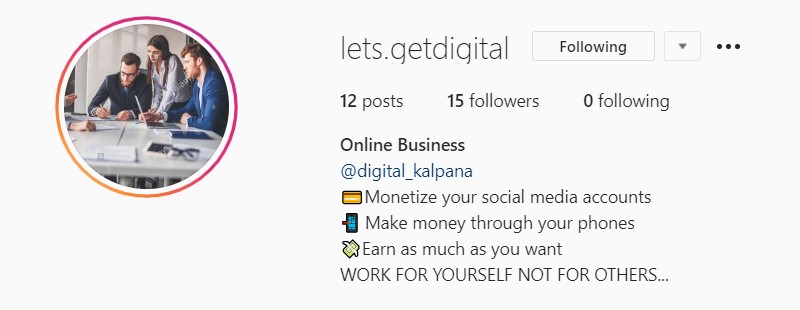 lets.getdigital Following
12 posts 15 followers 0 following
Online Business
@digital_kalpana
💳Monetize your social media accounts
📲 Make money through your phones
💸Earn as much as you want
WORK FOR YOURSELF NOT FOR OTHERS...